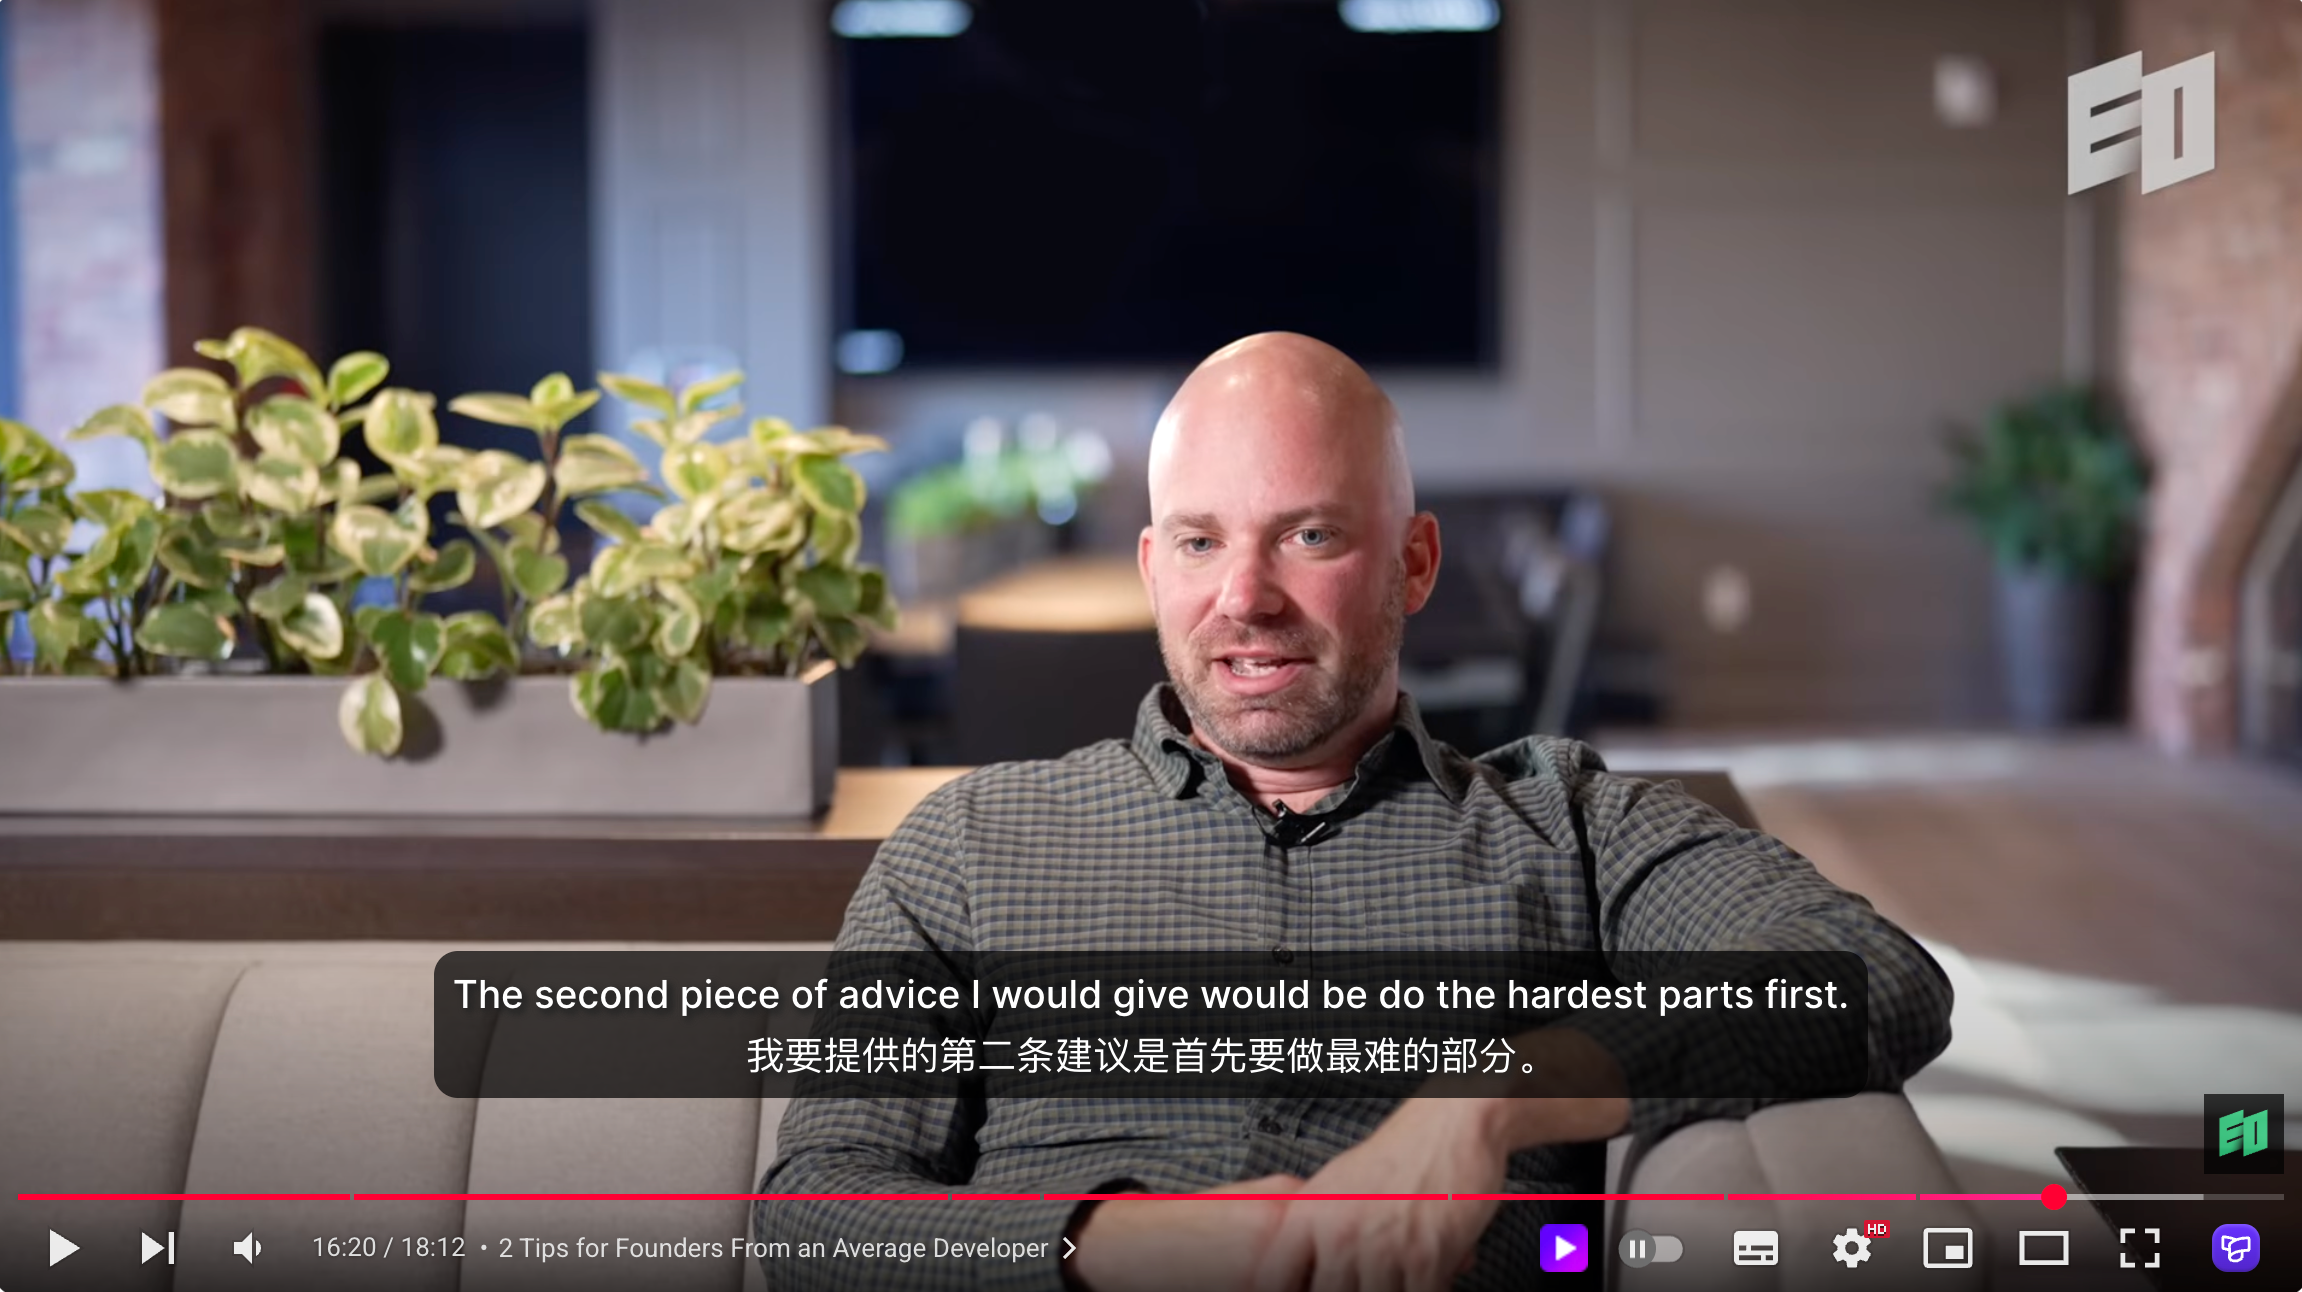 EO
The second piece of advice I would give would be do the hardest parts first.
我要提供的第二条建议是首先要做最难的部分。
EO
16:20 / 18:12 • 2 Tips for Founders From an Average Developer
HD